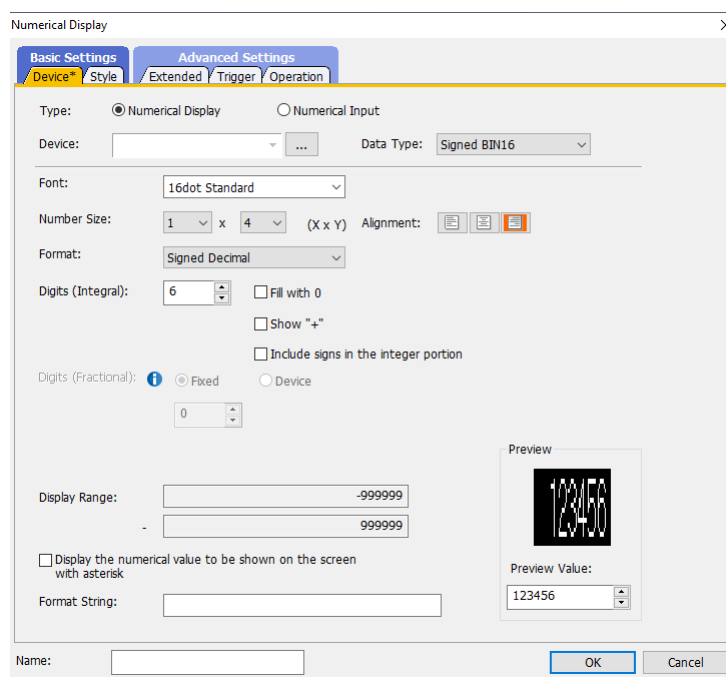 Numerical Display
Basic Settings Advanced Settings
Device* Style Extended Trigger Operation
Type: Numerical Display Numerical Input
Device: ... Data Type: Signed BIN16
Font: 16dot Standard
Number Size: 1 x 4 (X x Y) Alignment:
Format: Signed Decimal
Digits (Integral): 6 Fill with 0
Show "+"
Include signs in the integer portion
Digits (Fractional): Fixed Device
0
Preview
123456
Display Range: -999999
- 999999
Display the numerical value to be shown on the screen
with asterisk
Preview Value:
123456
Format String:
Name: OK Cancel